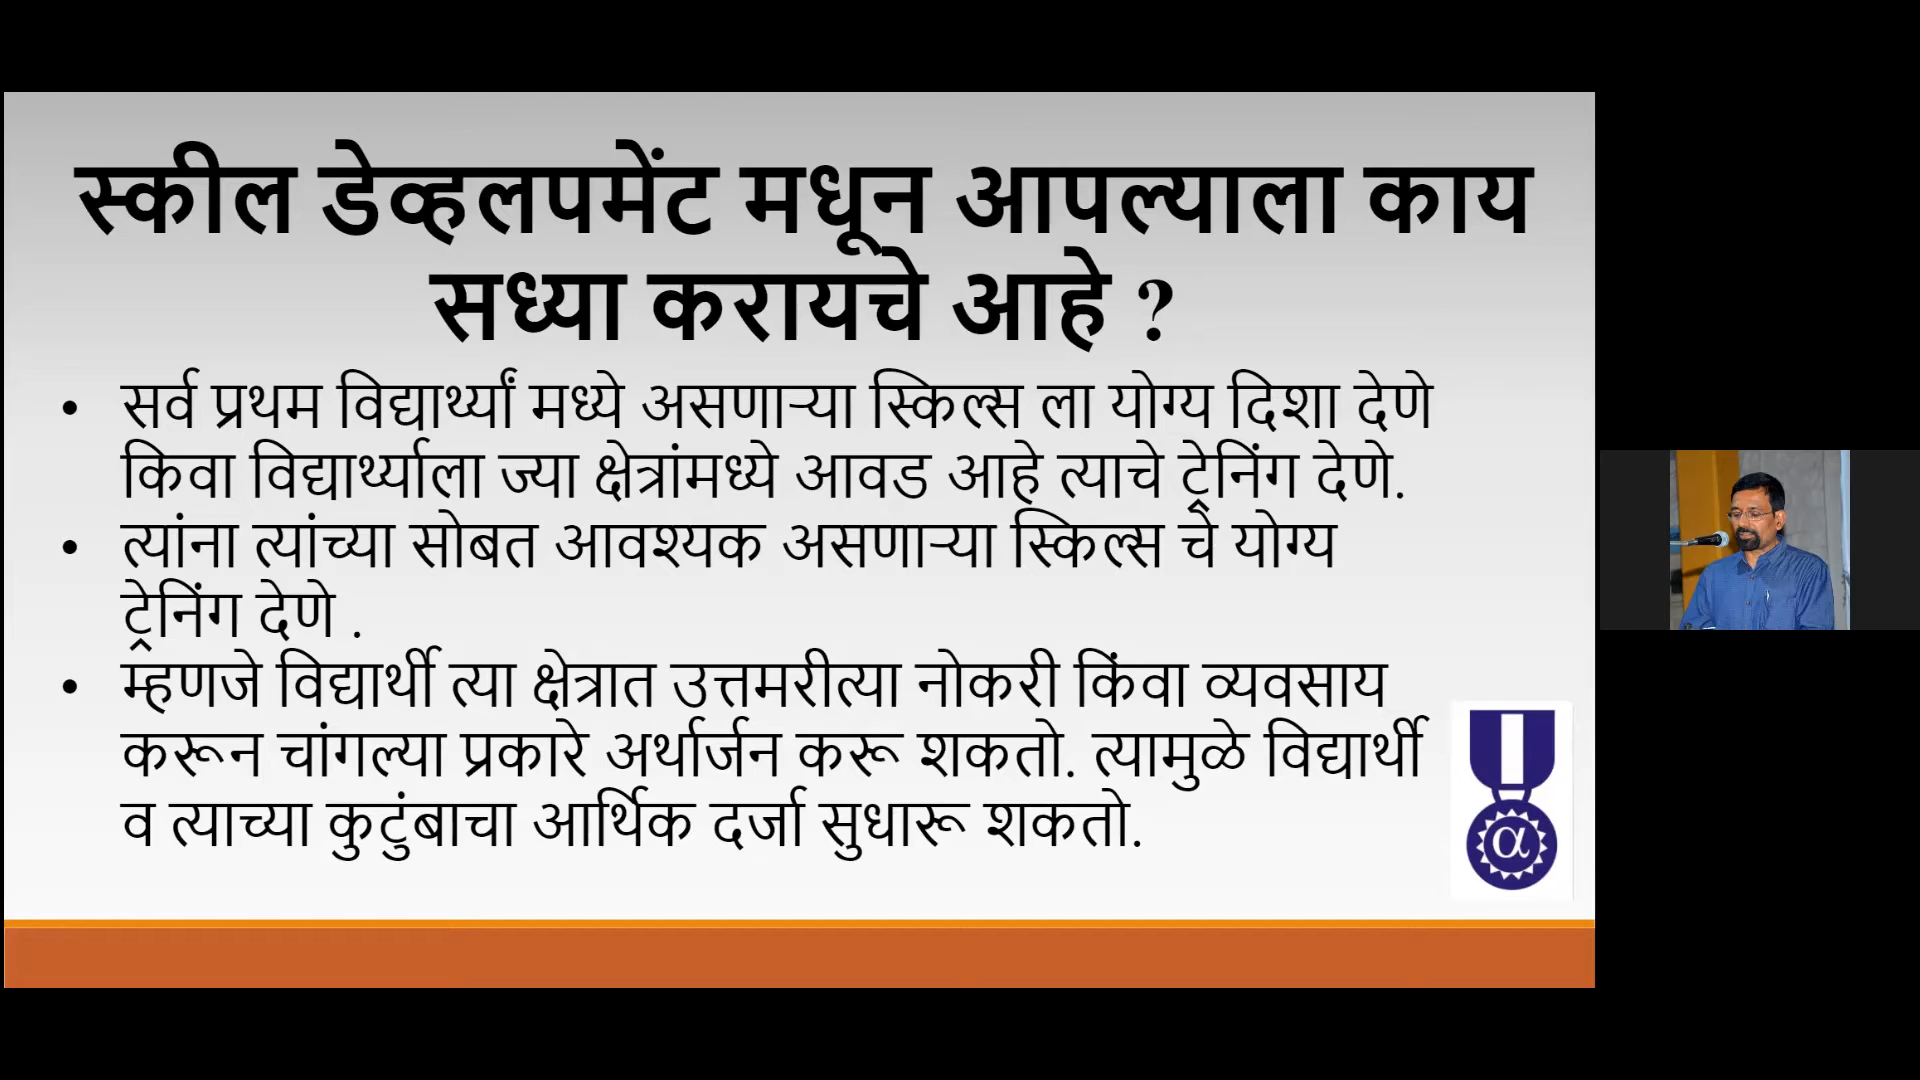 स्कील डेव्हलपमेंट मधून आपल्याला काय
सध्या करायचे आहे ?
• सर्व प्रथम विद्यार्थ्यां मध्ये असणाऱ्या स्किल्स ला योग्य दिशा देणे
किवा विद्यार्थ्याला ज्या क्षेत्रांमध्ये आवड आहे त्याचे ट्रेनिंग देणे.
• त्यांना त्यांच्या सोबत आवश्यक असणाऱ्या स्किल्स चे योग्य
ट्रेनिंग देणे .
• म्हणजे विद्यार्थी त्या क्षेत्रात उत्तमरीत्या नोकरी किंवा व्यवसाय
करून चांगल्या प्रकारे अर्थार्जन करू शकतो. त्यामुळे विद्यार्थी
व त्याच्या कुटुंबाचा आर्थिक दर्जा सुधारू शकतो.
α